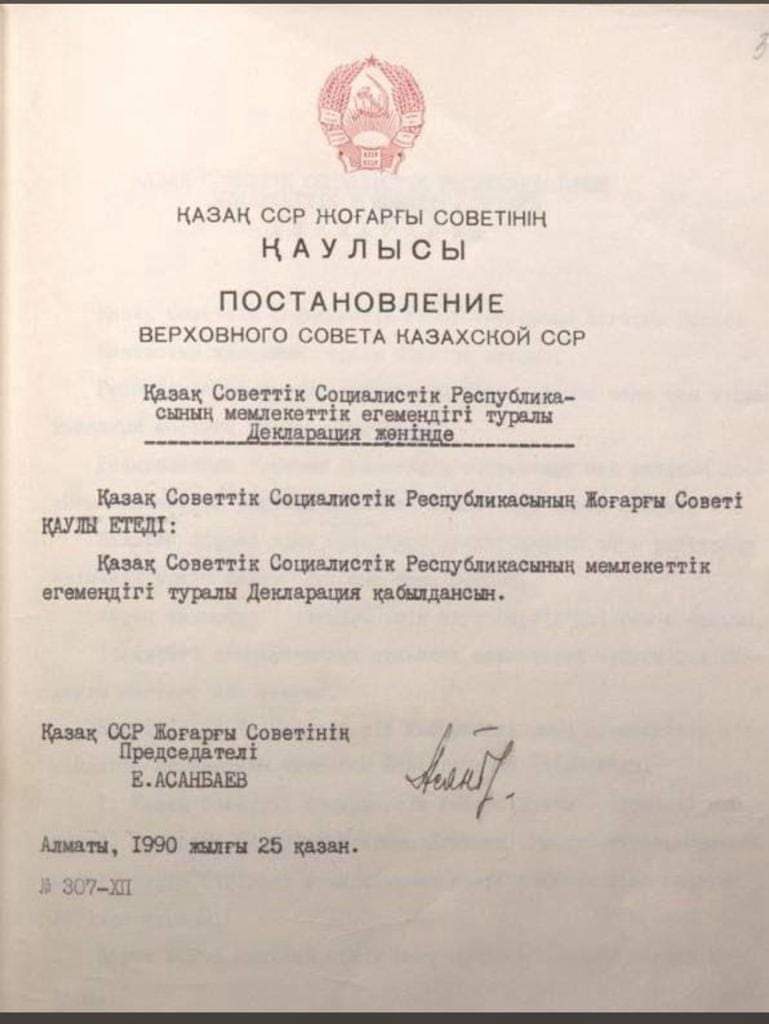 ҚАЗАҚ ССР ЖОҒАРҒЫ СОВЕТІНІҢ
ҚАУЛЫСЫ
ПОСТАНОВЛЕНИЕ
ВЕРХОВНОГО СОВЕТА КАЗАХСКОЙ ССР
Қазақ Советтік Социалистік Республика-
сының мемлекеттік егемендігі туралы
Декларация жөнінде
Қазақ Советтік Социалистік Республикасының Жоғарғы Советі
ҚАУЛЫ ЕТЕДІ:
Қазақ Советтік Социалистік Республикасының мемлекеттік
егемендігі туралы Декларация қабылдансын.
Қазақ ССР Жоғарғы Советінің
Председателі
Е.АСАНБАЕВ
Алматы, 1990 жылғы 25 қазан.
№ 307-ХІІ